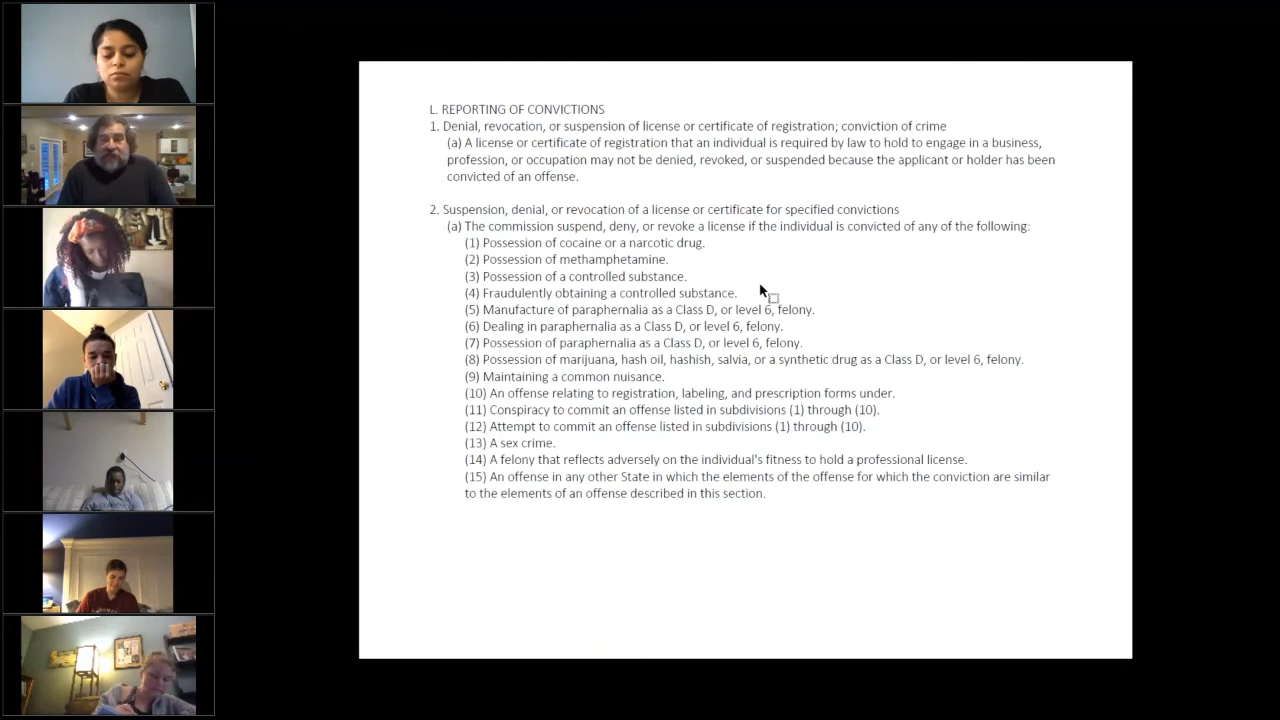 L. REPORTING OF CONVICTIONS
1. Denial, revocation, or suspension of license or certificate of registration; conviction of crime
(a) A license or certificate of registration that an individual is required by law to hold to engage in a business,
profession, or occupation may not be denied, revoked, or suspended because the applicant or holder has been
convicted of an offense.
2. Suspension, denial, or revocation of a license or certificate for specified convictions
(a) The commission suspend, deny, or revoke a license if the individual is convicted of any of the following:
(1) Possession of cocaine or a narcotic drug.
(2) Possession of methamphetamine.
(3) Possession of a controlled substance.
(4) Fraudulently obtaining a controlled substance.
(5) Manufacture of paraphernalia as a Class D, or level 6, felony.
(6) Dealing in paraphernalia as a Class D, or level 6, felony.
(7) Possession of paraphernalia as a Class D, or level 6, felony.
(8) Possession of marijuana, hash oil, hashish, salvia, or a synthetic drug as a Class D, or level 6, felony.
(9) Maintaining a common nuisance.
(10) An offense relating to registration, labeling, and prescription forms under.
(11) Conspiracy to commit an offense listed in subdivisions (1) through (10).
(12) Attempt to commit an offense listed in subdivisions (1) through (10).
(13) A sex crime.
(14) A felony that reflects adversely on the individual's fitness to hold a professional license.
(15) An offense in any other State in which the elements of the offense for which the conviction are similar
to the elements of an offense described in this section.